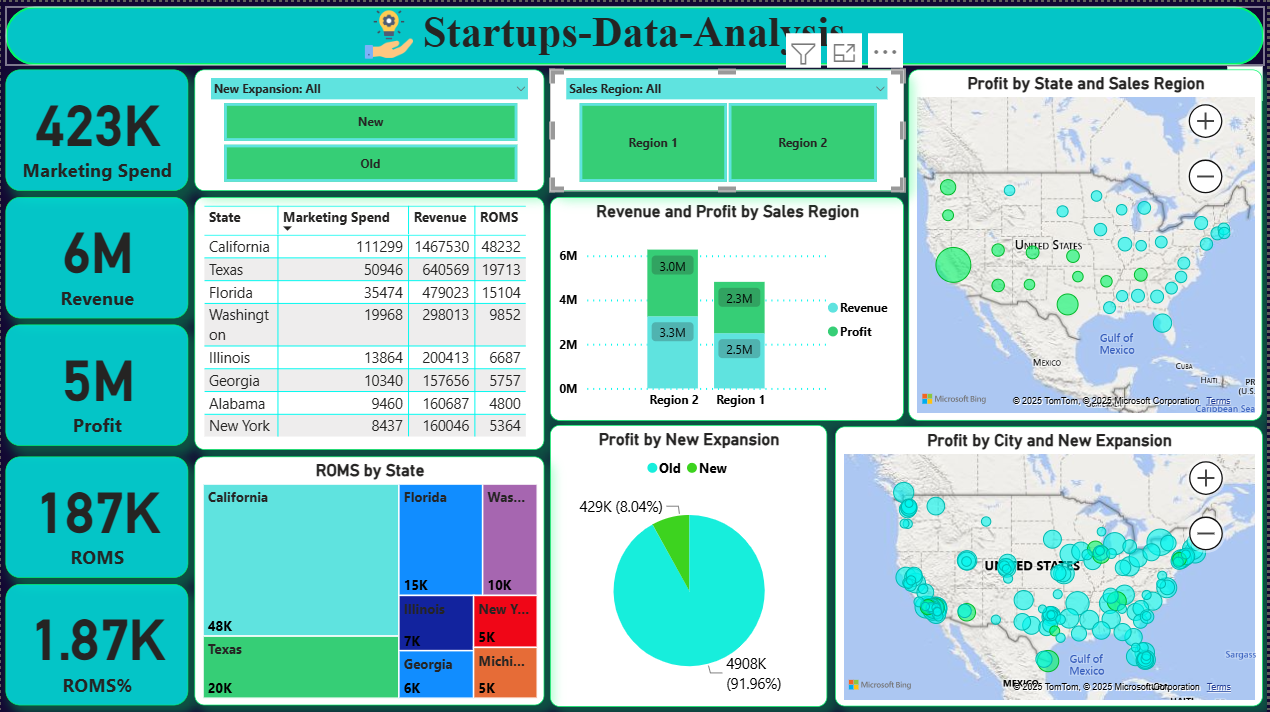 Startups-Data-Analysis
423K
Marketing Spend
6M
Revenue
5M
Profit
187K
ROMS
1.87K
ROMS%
New Expansion: All
New
Old
Sales Region: All
Region 1
Region 2
State Marketing Spend Revenue ROMS
California 111299 1467530 48232
Texas 50946 640569 19713
Florida 35474 479023 15104
Washingt
on 19968 298013 9852
Illinois 13864 200413 6687
Georgia 10340 157656 5757
Alabama 9460 160687 4800
New York 8437 160046 5364
ROMS by State
California
48K
Texas
20K
Florida
15K
Was...
10K
Illinois
7K
New Y...
5K
Georgia
6K
Michi...
5K
Revenue and Profit by Sales Region
6M
4M
2M
0M
3.0M
3.3M
2.3M
2.5M
Region 2
Region 1
Revenue
Profit
Profit by New Expansion
Old New
429K (8.04%)
4908K
(91.96%)
Profit by State and Sales Region
UNITED STATES
MEXICO
Gulf of
Mexico
CUBA
HAITI
PR
(U.S.
Caribbean Sea
Microsoft Bing
© 2025 TomTom, © 2025 Microsoft Corporation Terms
Profit by City and New Expansion
UNITED STATES
Gulf of
Mexico
MEXICO
Sargass
Microsoft Bing
© 2025 TomTom, © 2025 Microsoft Corporation Terms